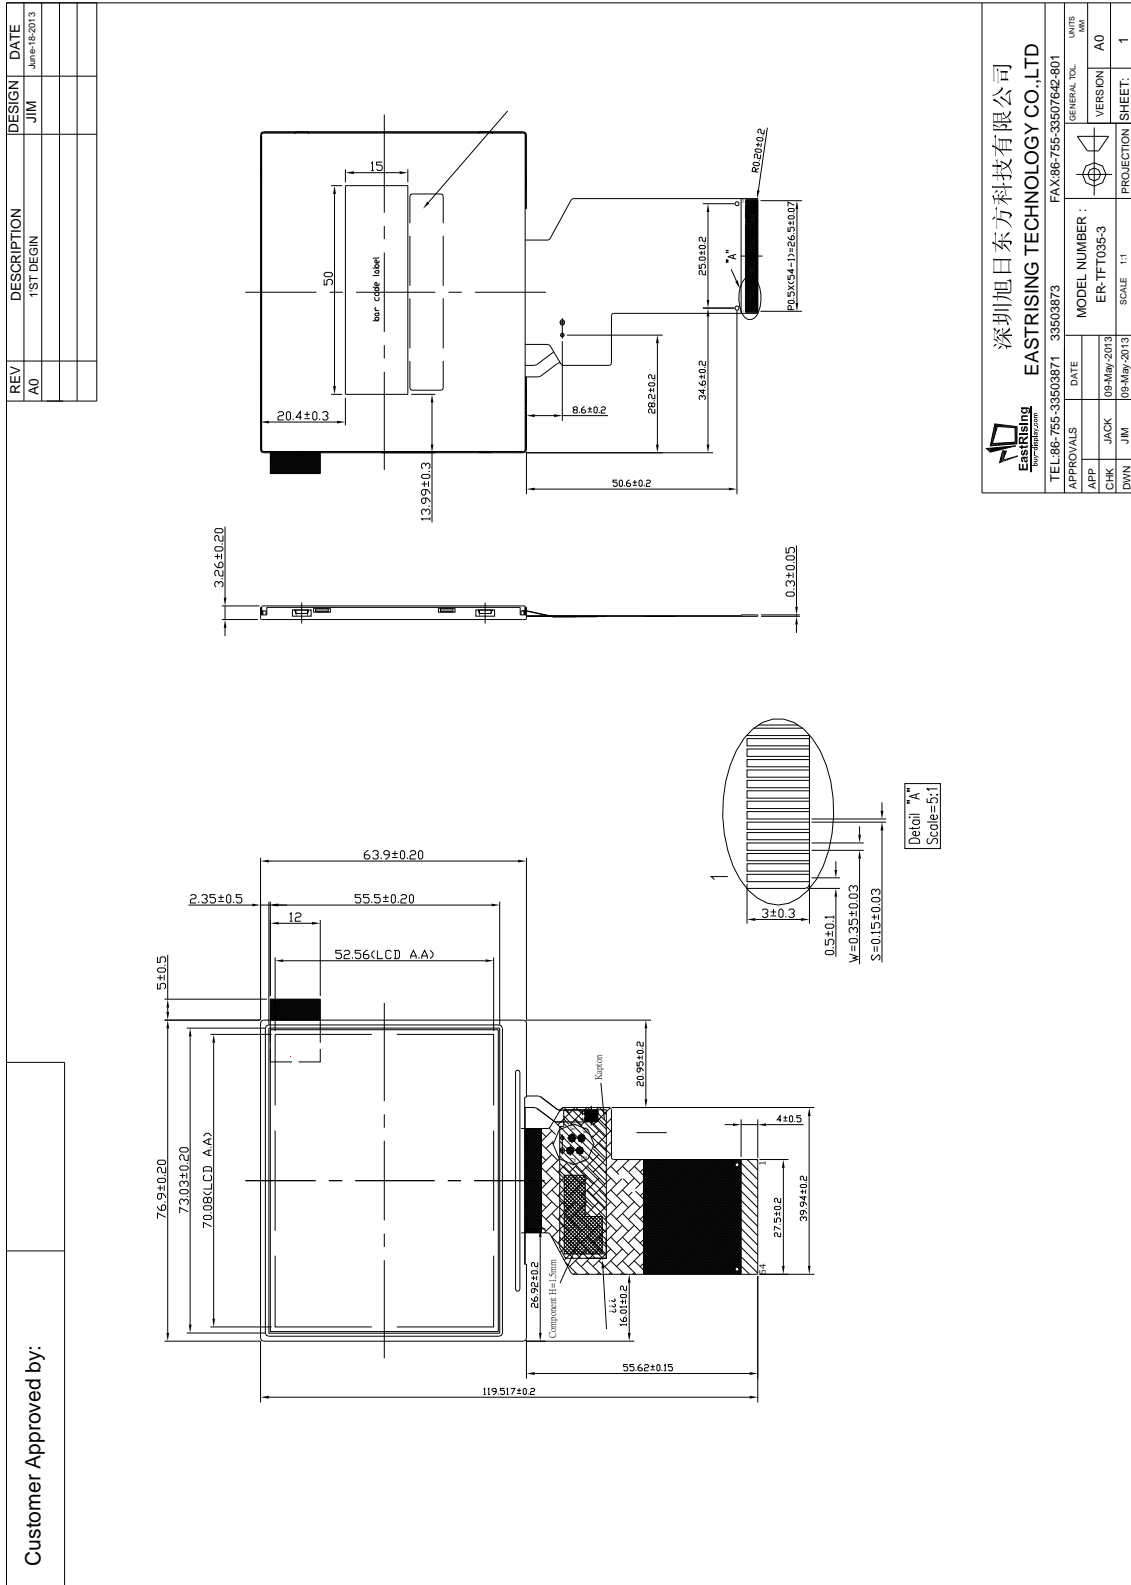 Customer Approved by:
REV
DESCRIPTION
DESIGN
DATE
A0
1'ST DEGIN
JIM
June-18-2013
76.9±0.20
73.03±0.20
70.08(LCD A.A)
5±0.5
2.35±0.5
12
63.9±0.20
55.5±0.20
52.56(LCD A.A)
20.95±0.2
Kapton
Component H=1.5mm
26.92±0.2
16.01±0.2
4±0.5
1
54
27.5±0.2
39.94±0.2
55.62±0.15
119.517±0.2
3.26±0.20
0.3±0.05
1
3±0.3
0.5±0.1
W=0.35±0.03
S=0.15±0.03
Detail "A"
Scale=5:1
15
50
bar code label
20.4±0.3
13.99±0.3
8.6±0.2
28.2±0.2
34.6±0.2
50.6±0.2
25.0±0.2
"A"
P0.5X(54-1)=26.5±0.07
R0.20±0.2
EastRising
buy-display.com
深圳旭日东方科技有限公司
EASTRISING TECHNOLOGY CO.,LTD
TEL:86-755-33503871 33503873 FAX:86-755-33507642-801
APPROVALS
DATE
APP
CHK
JACK
09-May-2013
DWN
JIM
09-May-2013
MODEL NUMBER :
ER-TFT035-3
SCALE 1:1
PROJECTION
GENERAL TOL.
UNITS
MM
VERSION
A0
SHEET:
1